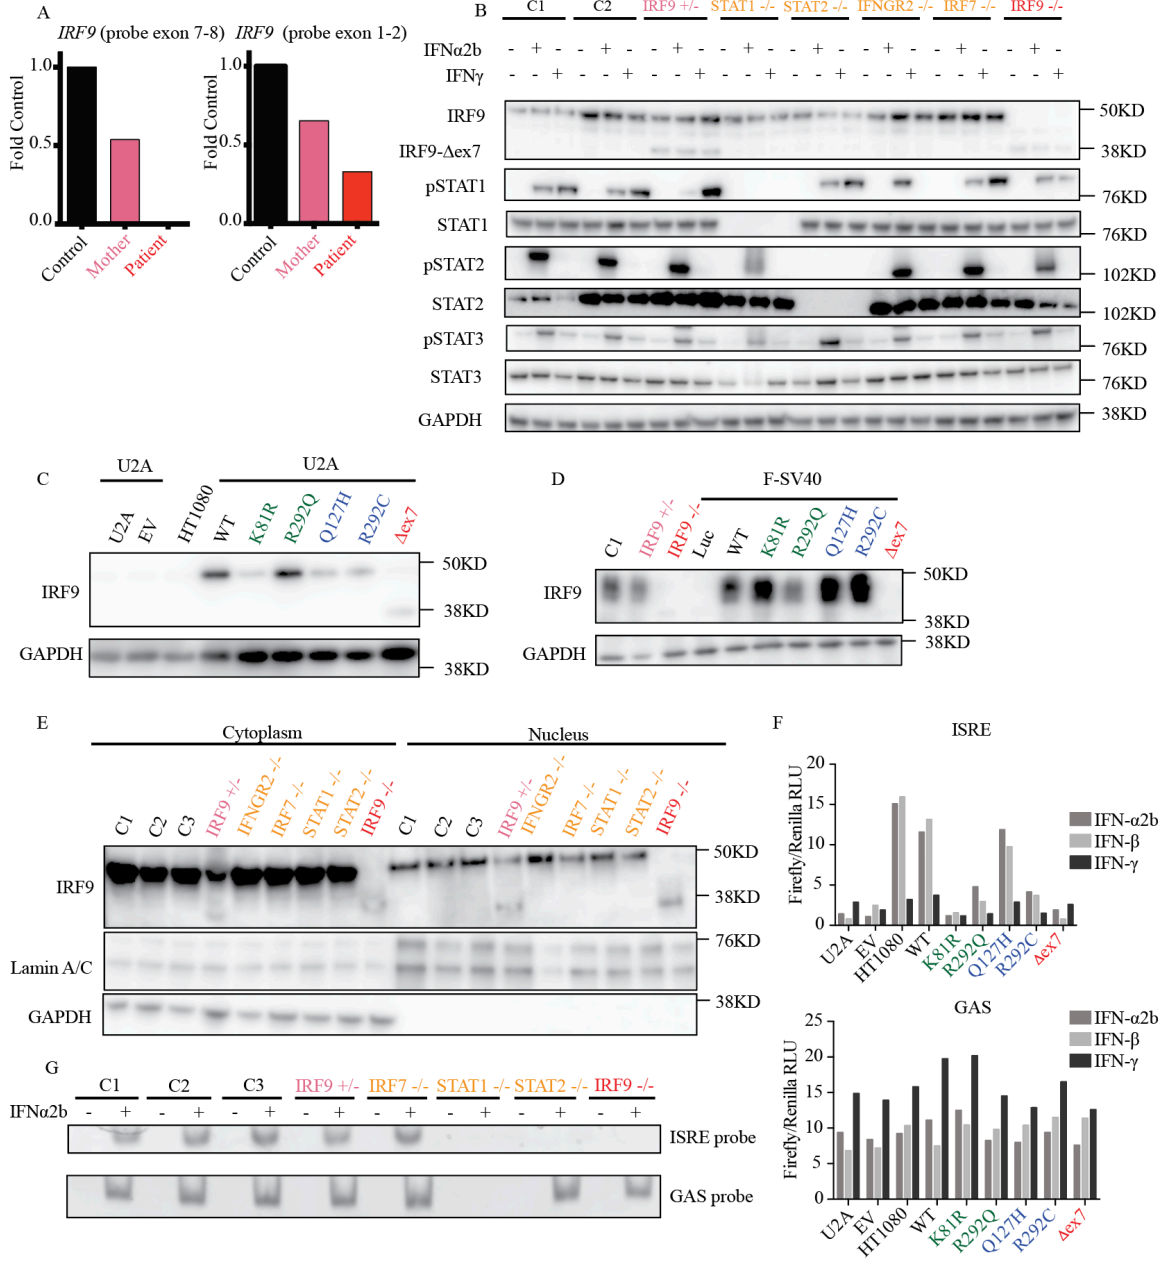 A
IRF9 (probe exon 7-8) IRF9 (probe exon 1-2)
Fold Control
1.0
0.5
0.0
Control
Mother
Patient
Fold Control
1.0
0.5
0.0
Control
Mother
Patient
B
C1 C2 IRF9 +/- STAT1 -/- STAT2 -/- IFNGR2 -/- IRF7 -/- IRF9 -/-
IFNα2b - + - - + - - + - - + - - + - - + - - + - - + -
IFNγ - - + - - + - - + - - + - - + - - + - - + - - +
IRF9 50KD
IRF9-Δex7 38KD
pSTAT1 76KD
STAT1 76KD
pSTAT2 102KD
STAT2 102KD
pSTAT3 76KD
STAT3 76KD
GAPDH 38KD
C
U2A U2A
U2A EV HT1080 WT K81R R292Q Q127H R292C Δex7
IRF9 50KD
38KD
GAPDH 38KD
D
F-SV40
C1 IRF9 +/- IRF9 -/- Luc WT K81R R292Q Q127H R292C Δex7
IRF9 50KD
38KD
GAPDH 38KD
E
Cytoplasm Nucleus
C1 C2 C3 IRF9 +/- IFNGR2 -/- IRF7 -/- STAT1 -/- STAT2 -/- IRF9 -/- C1 C2 C3 IRF9 +/- IFNGR2 -/- IRF7 -/- STAT1 -/- STAT2 -/- IRF9 -/-
IRF9 50KD
38KD
Lamin A/C 76KD
GAPDH 38KD
F
ISRE
Firefly/Renilla RLU
20
15
10
5
0
IFN-α2b
IFN-β
IFN-γ
U2A EV HT1080 WT K81R R292Q Q127H R292C Δex7
GAS
Firefly/Renilla RLU
25
20
15
10
5
0
IFN-α2b
IFN-β
IFN-γ
U2A EV HT1080 WT K81R R292Q Q127H R292C Δex7
G
C1 C2 C3 IRF9 +/- IRF7 -/- STAT1 -/- STAT2 -/- IRF9 -/-
IFNα2b - + - + - + - + - + - + - + - +
ISRE probe
GAS probe